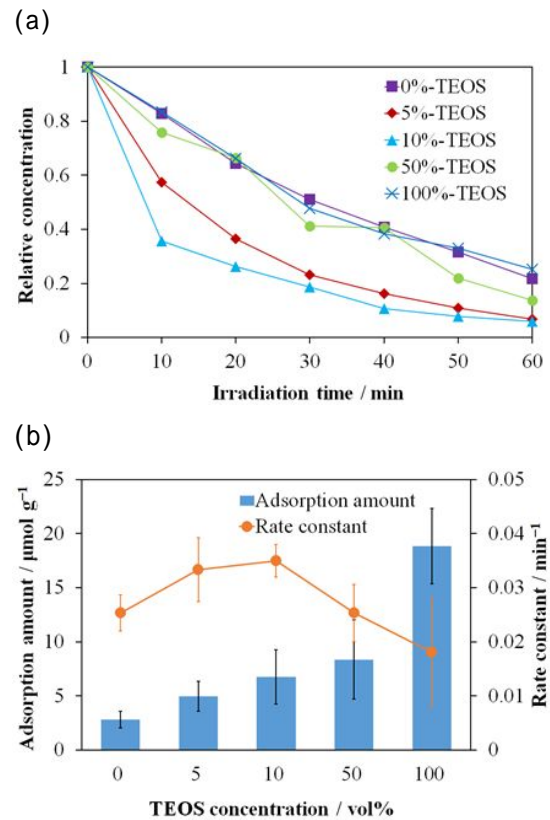 (a)
Relative concentration
1
0.8
0.6
0.4
0.2
0
0%-TEOS
5%-TEOS
10%-TEOS
50%-TEOS
100%-TEOS
0 10 20 30 40 50 60
Irradiation time / min
(b)
Adsorption amount / μmol g⁻¹
25
20
15
10
5
0
Adsorption amount
Rate constant
0.05
0.04
0.03
0.02
0.01
0
Rate constant / min⁻¹
0 5 10 50 100
TEOS concentration / vol%